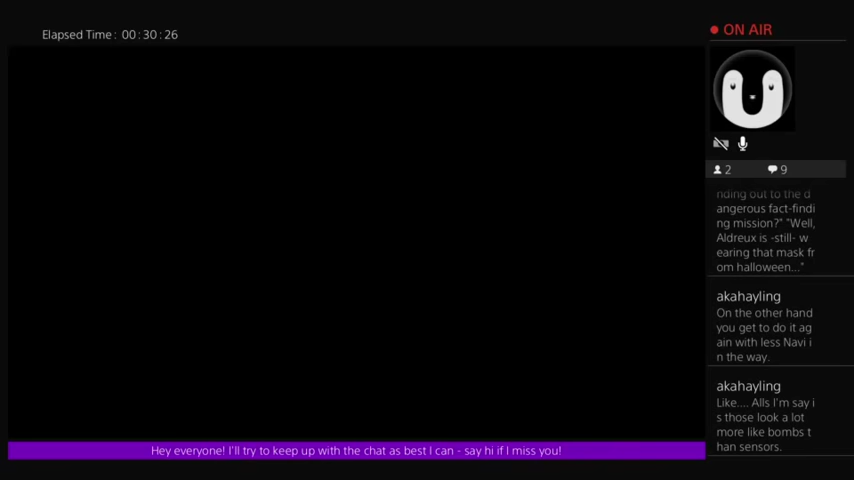 Elapsed Time: 00:30:26
ON AIR
2 9
nding out to the d
angerous fact-findi
ng mission?" "Well,
Aldreux is -still- w
earing that mask fr
om halloween..."
akahayling
On the other hand
you get to do it ag
ain with less Navi i
n the way.
akahayling
Like.... Alls I'm say i
s those look a lot
more like bombs t
han sensors.
Hey everyone! I'll try to keep up with the chat as best I can - say hi if I miss you!